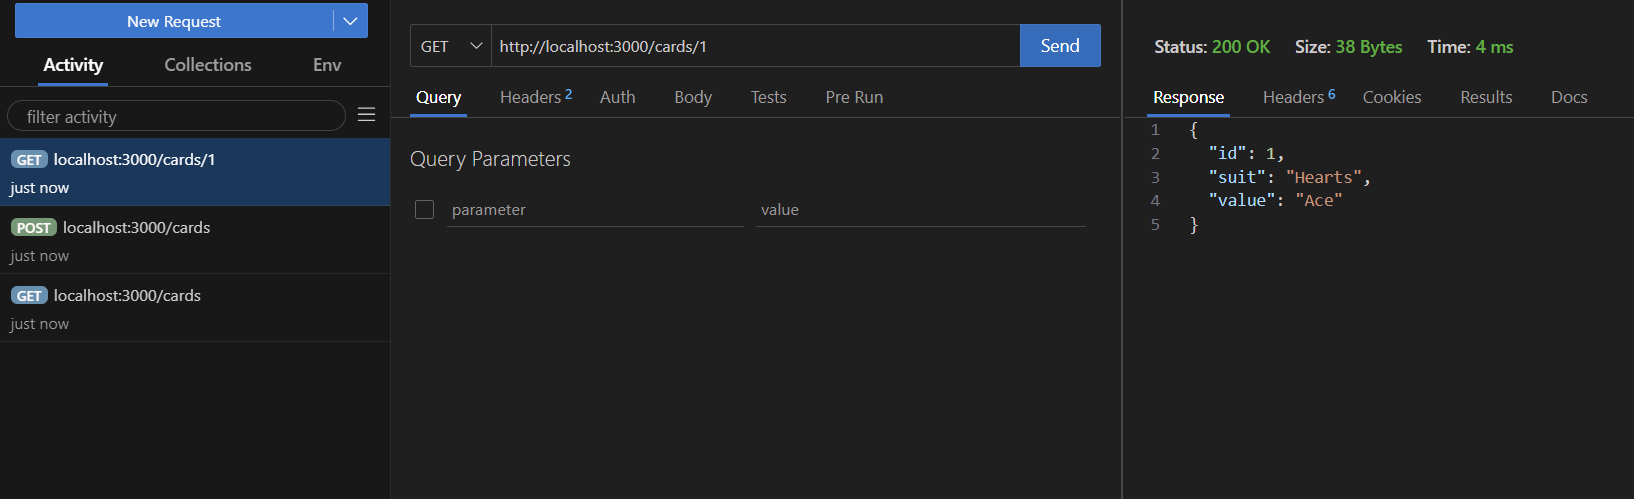 New Request
Activity Collections Env
filter activity
GET localhost:3000/cards/1
just now
POST localhost:3000/cards
just now
GET localhost:3000/cards
just now
GET http://localhost:3000/cards/1 Send
Query Headers 2 Auth Body Tests Pre Run
Query Parameters
parameter value
Status: 200 OK Size: 38 Bytes Time: 4 ms
Response Headers 6 Cookies Results Docs
1 {
2 "id": 1,
3 "suit": "Hearts",
4 "value": "Ace"
5 }